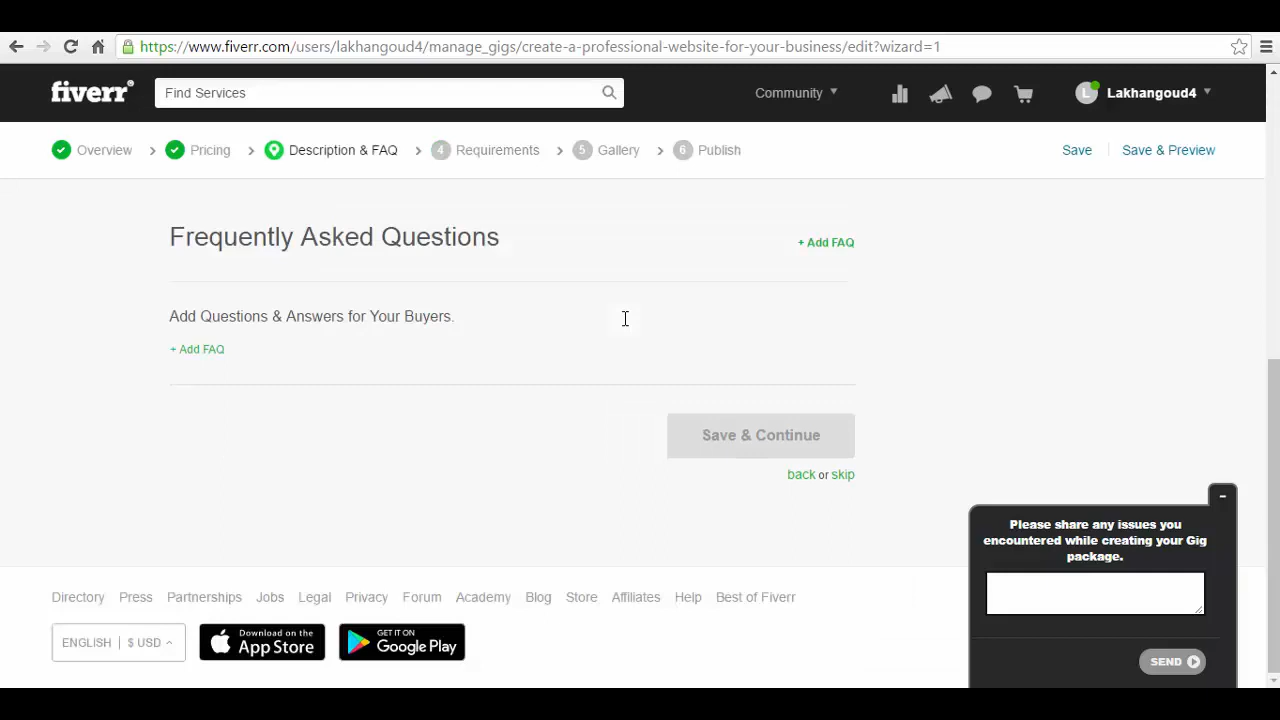 https://www.fiverr.com/users/lakhangoud4/manage_gigs/create-a-professional-website-for-your-business/edit?wizard=1
fiverr Find Services Community L Lakhangoud4
Overview Pricing Description & FAQ 4 Requirements 5 Gallery 6 Publish Save Save & Preview
Frequently Asked Questions + Add FAQ
Add Questions & Answers for Your Buyers.
+ Add FAQ
Save & Continue
back or skip
Please share any issues you
encountered while creating your Gig
package.
Directory Press Partnerships Jobs Legal Privacy Forum Academy Blog Store Affiliates Help Best of Fiverr
ENGLISH | $ USD Download on the App Store GET IT ON Google Play
SEND